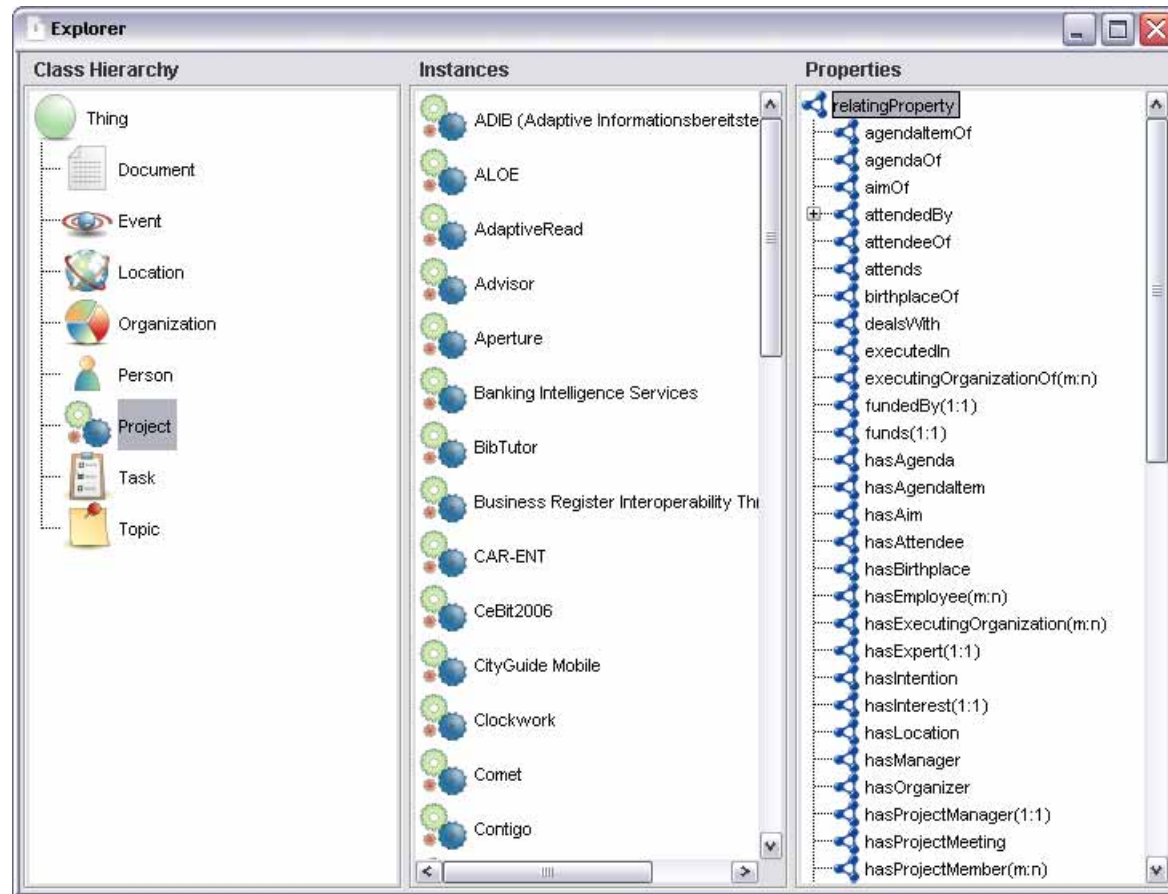 Explorer
Class Hierarchy
Thing
Document
Event
Location
Organization
Person
Project
Task
Topic
Instances
ADIB (Adaptive Informationsbereitste
ALOE
AdaptiveRead
Advisor
Aperture
Banking Intelligence Services
BibTutor
Business Register Interoperability Thr
CAR-ENT
CeBit2006
CityGuide Mobile
Clockwork
Comet
Contigo
Properties
relatingProperty
agendaItemOf
agendaOf
aimOf
attendedBy
attendeeOf
attends
birthplaceOf
dealsWith
executedIn
executingOrganizationOf(m:n)
fundedBy(1:1)
funds(1:1)
hasAgenda
hasAgendaItem
hasAim
hasAttendee
hasBirthplace
hasEmployee(m:n)
hasExecutingOrganization(m:n)
hasExpert(1:1)
hasIntention
hasInterest(1:1)
hasLocation
hasManager
hasOrganizer
hasProjectManager(1:1)
hasProjectMeeting
hasProjectMember(m:n)